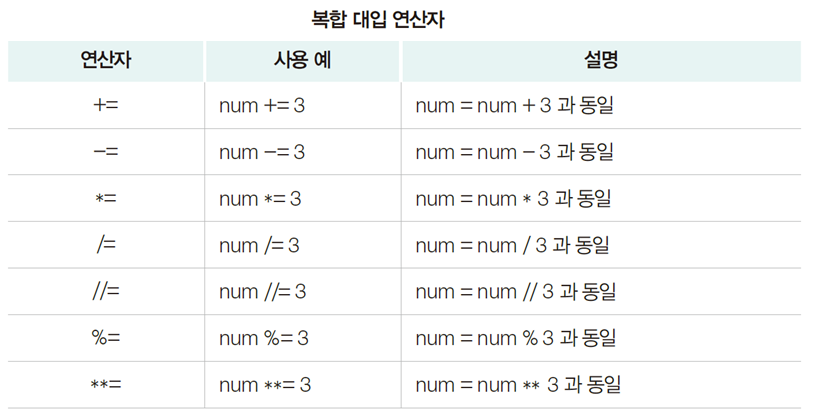 복합 대입 연산자
연산자 사용 예 설명
+= num += 3 num = num + 3 과 동일
−= num −= 3 num = num − 3 과 동일
*= num *= 3 num = num * 3 과 동일
/= num /= 3 num = num / 3 과 동일
//= num //= 3 num = num // 3 과 동일
%= num %= 3 num = num % 3 과 동일
**= num **= 3 num = num ** 3 과 동일